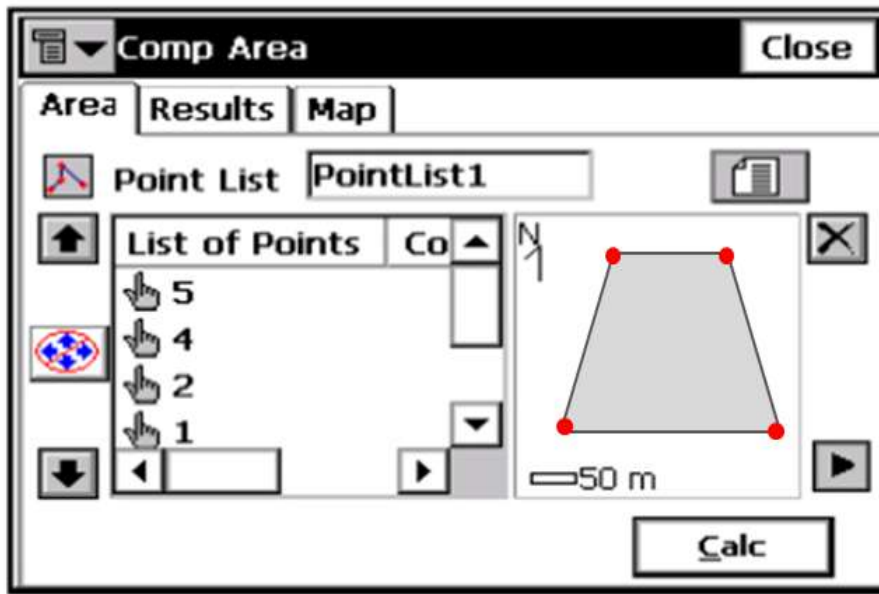 Comp Area Close
Area Results Map
Point List PointList1
List of Points Co
N
5
4
2
1
50 m
Calc